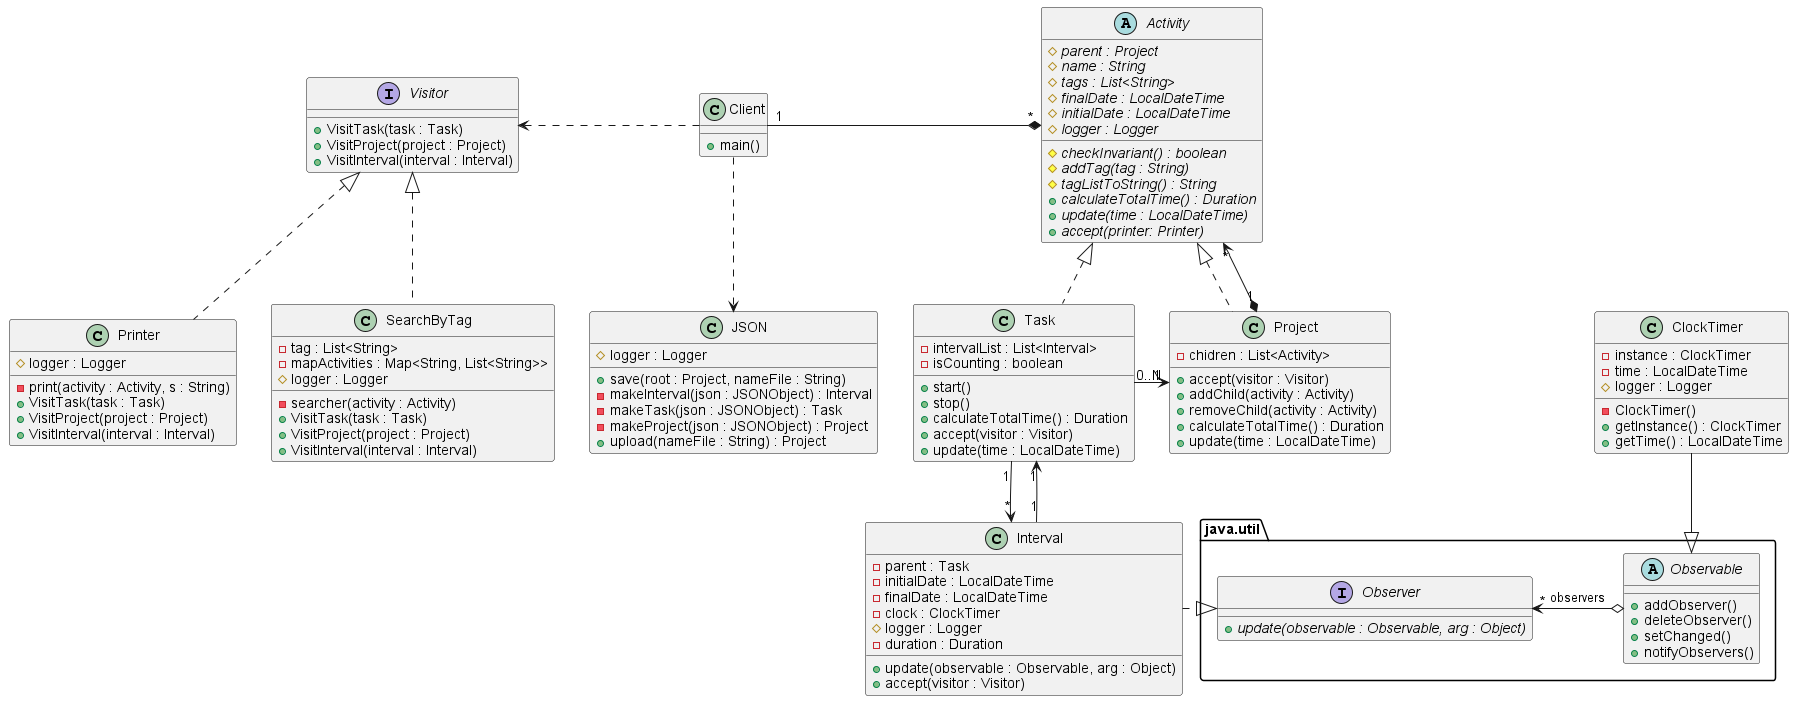 A Activity
parent : Project
name : String
tags : List<String>
finalDate : LocalDateTime
initialDate : LocalDateTime
logger : Logger
checkInvariant() : boolean
addTag(tag : String)
tagListToString() : String
calculateTotalTime() : Duration
update(time : LocalDateTime)
accept(printer: Printer)
I Visitor
VisitTask(task : Task)
VisitProject(project : Project)
VisitInterval(interval : Interval)
C Client
main()
1
*
*
1
C Printer
logger : Logger
print(activity : Activity, s : String)
VisitTask(task : Task)
VisitProject(project : Project)
VisitInterval(interval : Interval)
C SearchByTag
tag : List<String>
mapActivities : Map<String, List<String>>
logger : Logger
searcher(activity : Activity)
VisitTask(task : Task)
VisitProject(project : Project)
VisitInterval(interval : Interval)
C JSON
logger : Logger
save(root : Project, nameFile : String)
makeInterval(json : JSONObject) : Interval
makeTask(json : JSONObject) : Task
makeProject(json : JSONObject) : Project
upload(nameFile : String) : Project
C Task
intervalList : List<Interval>
isCounting : boolean
start()
stop()
calculateTotalTime() : Duration
accept(visitor : Visitor)
update(time : LocalDateTime)
0..N
1
C Project
chidren : List<Activity>
accept(visitor : Visitor)
addChild(activity : Activity)
removeChild(activity : Activity)
calculateTotalTime() : Duration
update(time : LocalDateTime)
C ClockTimer
instance : ClockTimer
time : LocalDateTime
logger : Logger
ClockTimer()
getInstance() : ClockTimer
getTime() : LocalDateTime
1
1
*
1
C Interval
parent : Task
initialDate : LocalDateTime
finalDate : LocalDateTime
clock : ClockTimer
logger : Logger
duration : Duration
update(observable : Observable, arg : Object)
accept(visitor : Visitor)
java.util
I Observer
update(observable : Observable, arg : Object)
* observers
A Observable
addObserver()
deleteObserver()
setChanged()
notifyObservers()